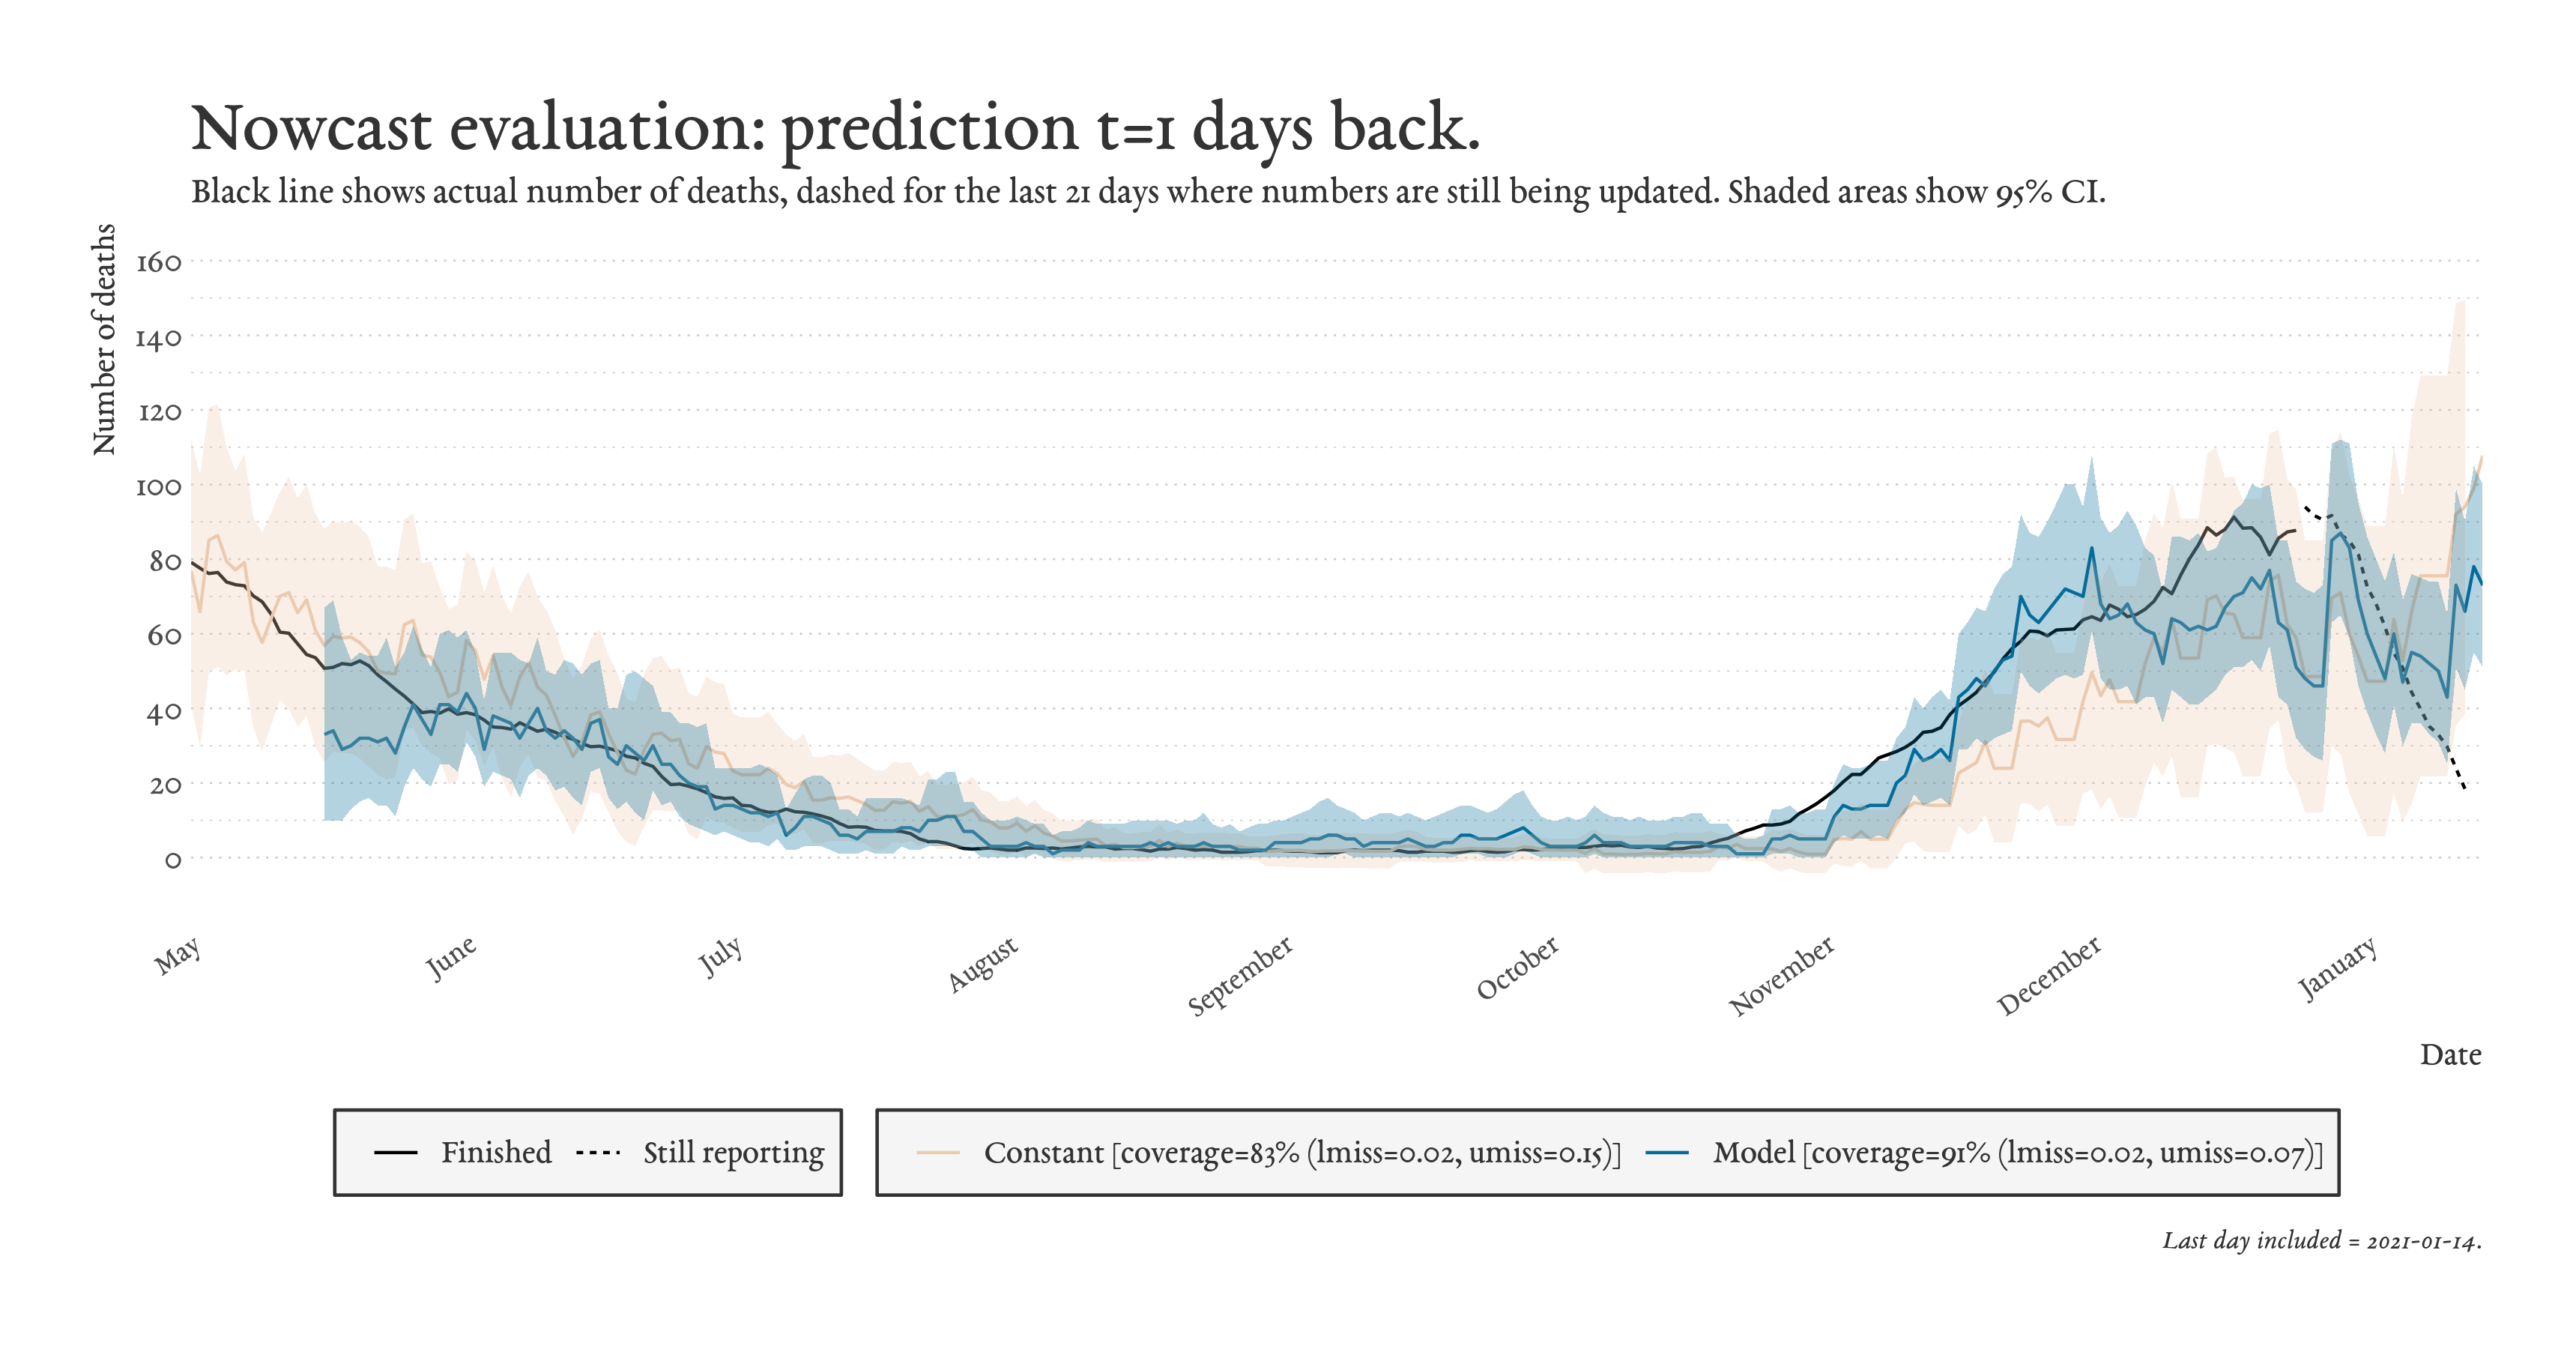 Nowcast evaluation: prediction t=1 days back.
Black line shows actual number of deaths, dashed for the last 21 days where numbers are still being updated. Shaded areas show 95% CI.
Number of deaths
160
140
120
100
80
60
40
20
0
May
June
July
August
September
October
November
December
January
Date
Finished
Still reporting
Constant [coverage=83% (lmiss=0.02, umiss=0.15)]
Model [coverage=91% (lmiss=0.02, umiss=0.07)]
Last day included = 2021-01-14.